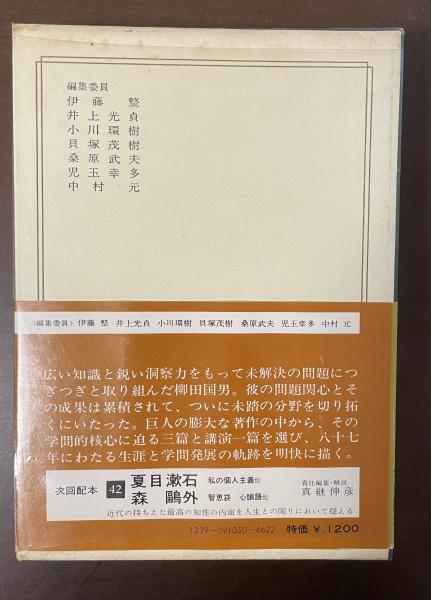 編集委員
伊藤 整
井上光貞
小川環樹
貝塚茂樹
桑原武夫
児玉幸多
中村 元
〈編集委員〉 伊藤 整 井上光貞 小川環樹 貝塚茂樹 桑原武夫 児玉幸多 中村 元
広い知識と鋭い洞察力をもって未解決の問題につ
ぎつぎと取り組んだ柳田国男。彼の問題関心とそ
の成果は累積されて、ついに未踏の分野を切り拓
くにいたった。巨人の膨大な著作の中から、その
学問的核心に迫る三篇と講演一篇を選び、八十七
年にわたる生涯と学問発展の軌跡を明快に描く。
次回配本 42 夏目漱石 私の個人主義他
森 鷗外 智恵袋 心頭語他
責任編集・解説
真継伸彦
近代の持ちえた最高の知性の内面を人生との関りにおいて捉える
1339-091050-4622 特価 ¥.1200